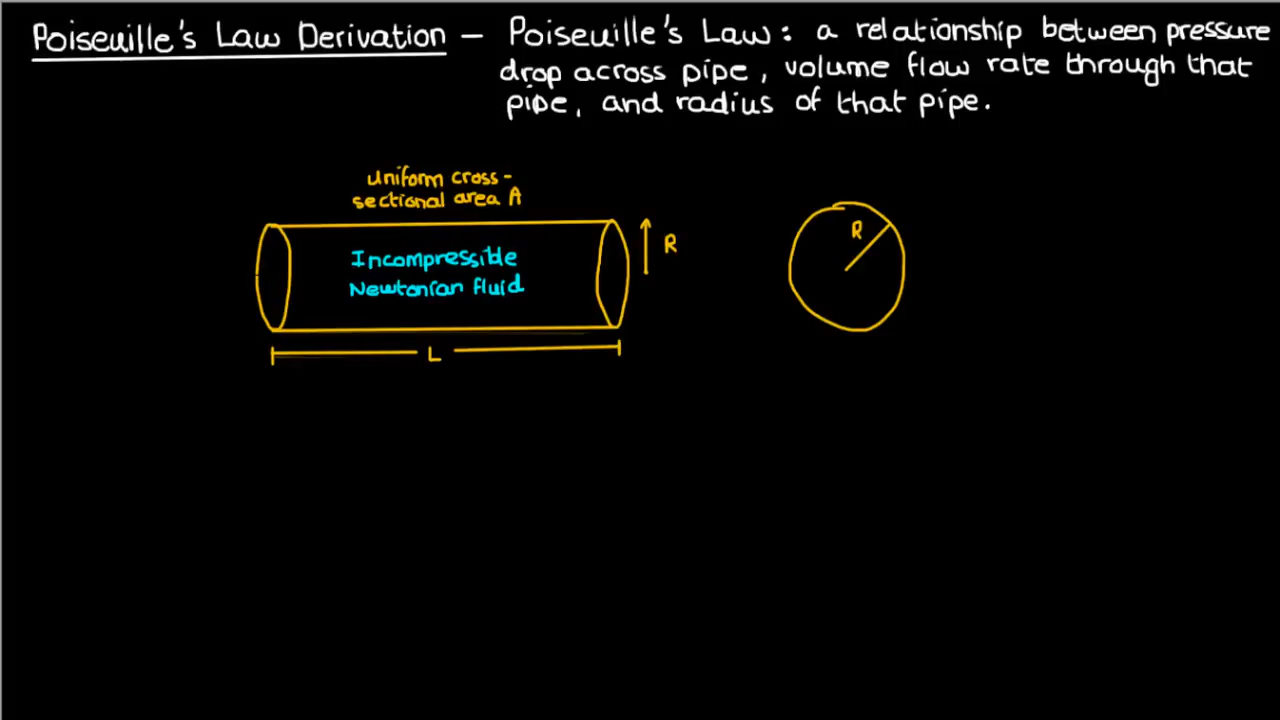 Poiseuille's Law Derivation – Poiseuille's Law: a relationship between pressure
drop across pipe, volume flow rate through that
pipe, and radius of that pipe.
uniform cross-
sectional area A
Incompressible
Newtonian fluid
R
R
L